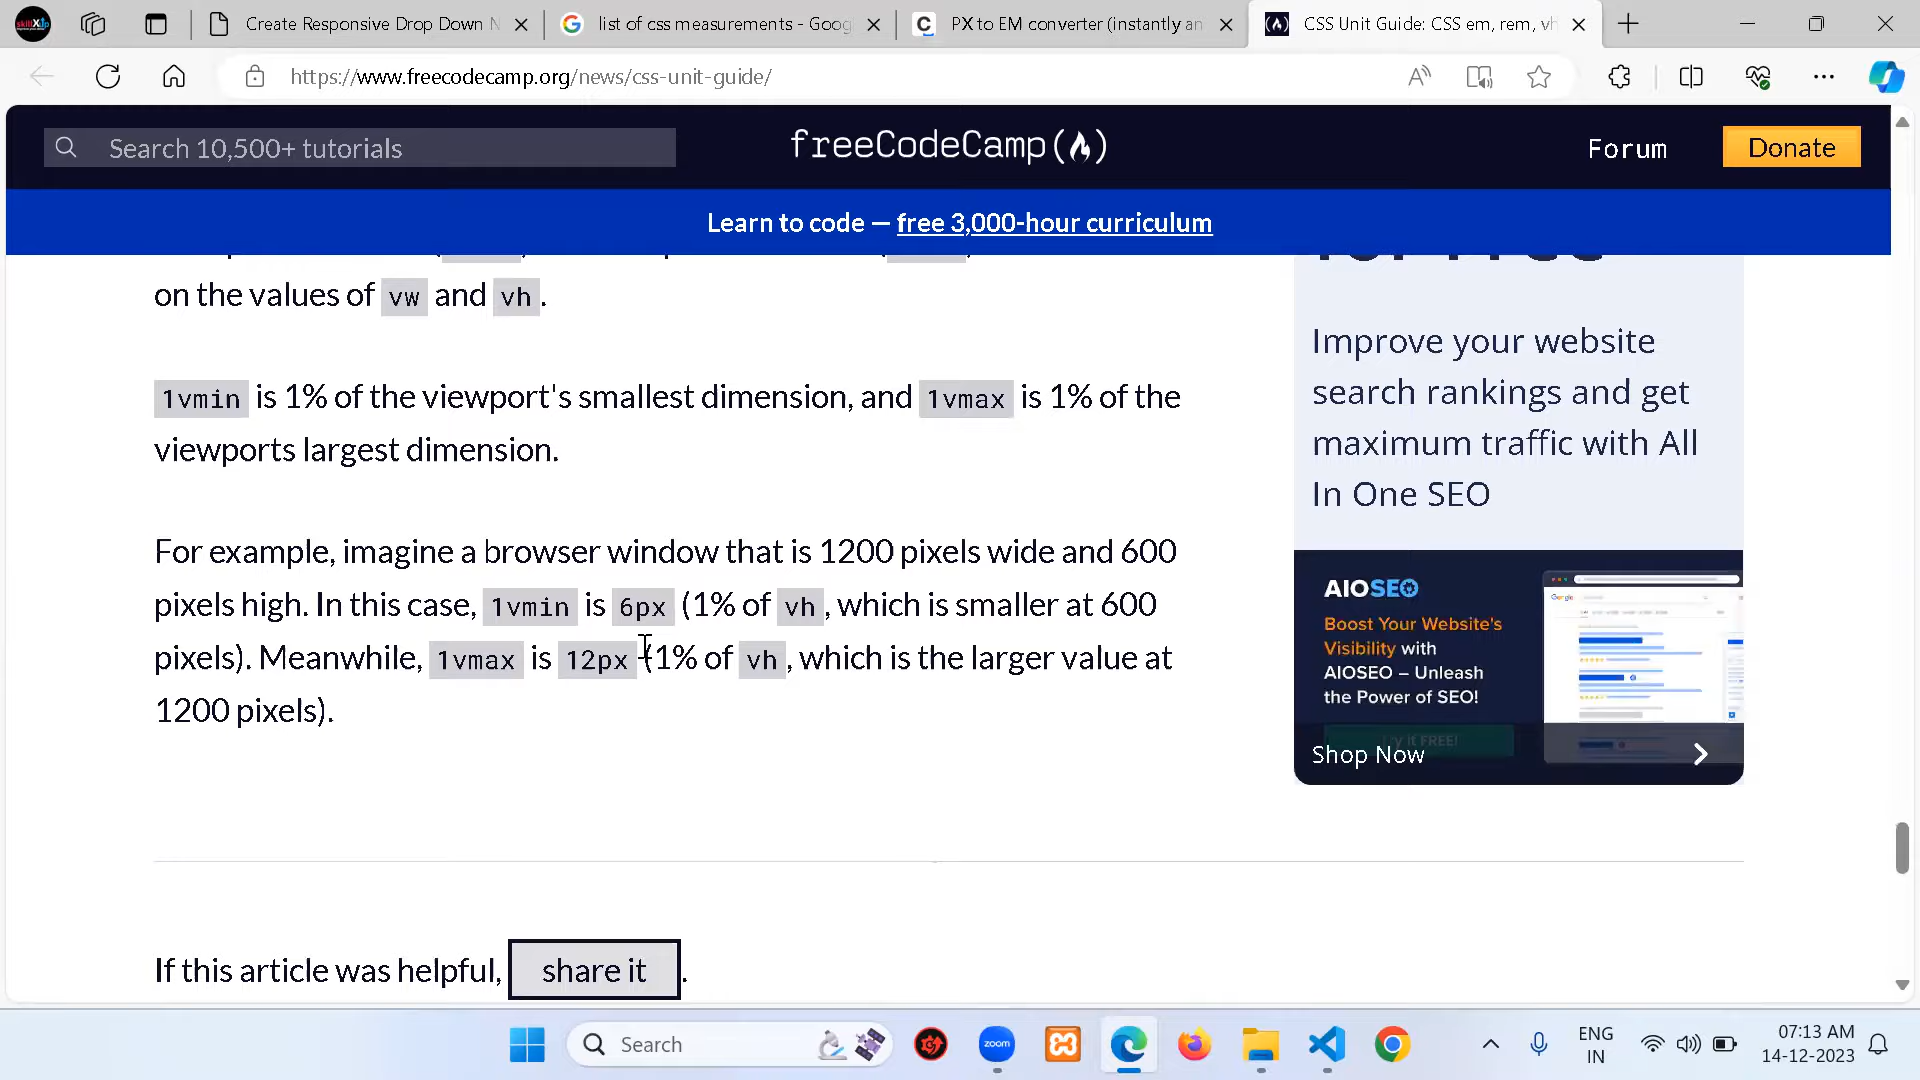 Create Responsive Drop Down N
list of css measurements - Goog
PX to EM converter (instantly an
CSS Unit Guide: CSS em, rem, vh
https://www.freecodecamp.org/news/css-unit-guide/
Search 10,500+ tutorials
freeCodeCamp
Forum
Donate
Learn to code — free 3,000-hour curriculum
on the values of vw and vh.
1vmin is 1% of the viewport's smallest dimension, and 1vmax is 1% of the
viewports largest dimension.
For example, imagine a browser window that is 1200 pixels wide and 600
pixels high. In this case, 1vmin is 6px (1% of vh, which is smaller at 600
pixels). Meanwhile, 1vmax is 12px (1% of vh, which is the larger value at
1200 pixels).
If this article was helpful, share it.
for Free
Improve your website
search rankings and get
maximum traffic with All
In One SEO
AIOSEO
Boost Your Website's
Visibility with
AIOSEO – Unleash
the Power of SEO!
Try it FREE!
Google
Shop Now
Search
zoom
ENG
IN
07:13 AM
14-12-2023